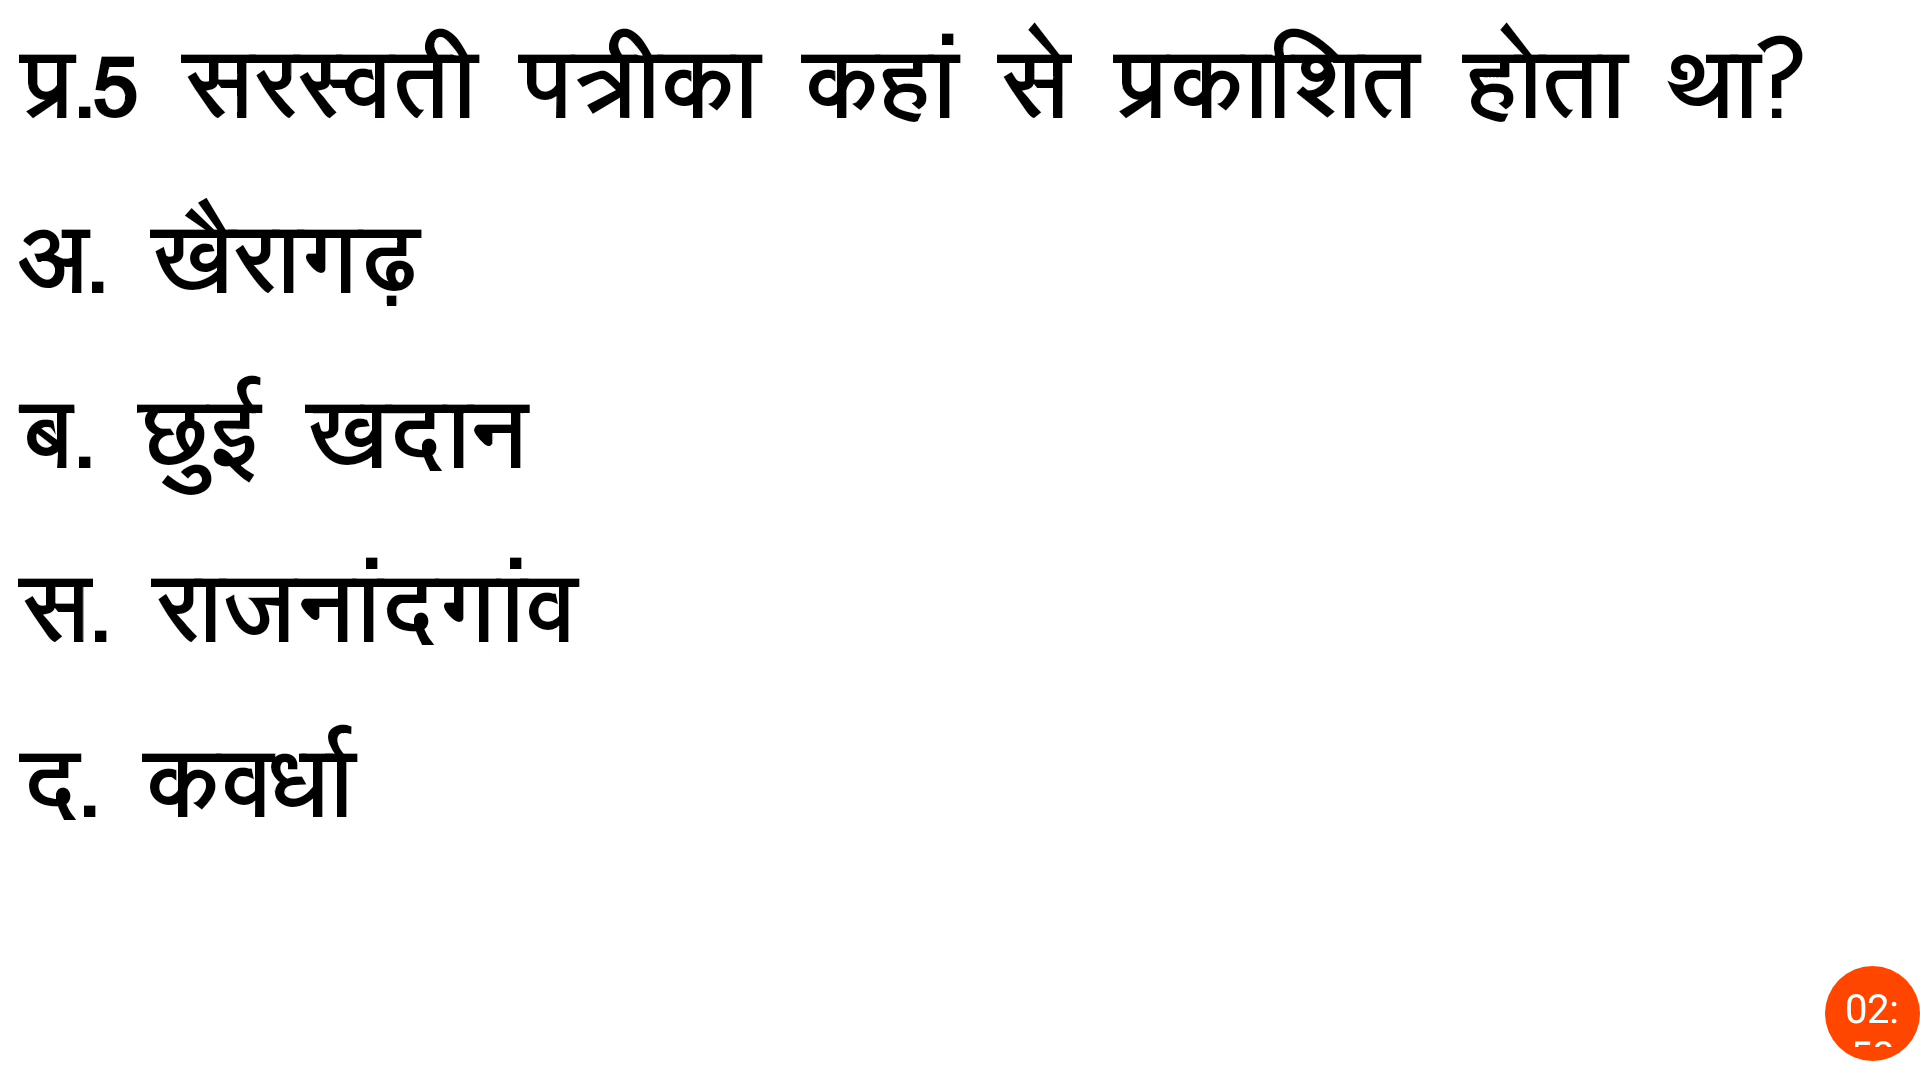 प्र.5 सरस्वती पत्रीका कहां से प्रकाशित होता था?
अ. खैरागढ़
ब. छुई खदान
स. राजनांदगांव
द. कवर्धा
02: